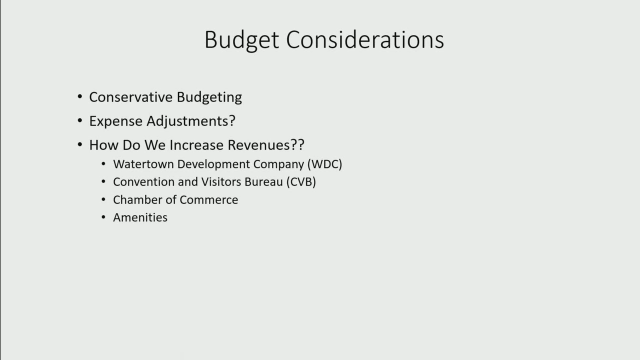 Budget Considerations
• Conservative Budgeting
• Expense Adjustments?
• How Do We Increase Revenues??
• Watertown Development Company (WDC)
• Convention and Visitors Bureau (CVB)
• Chamber of Commerce
• Amenities